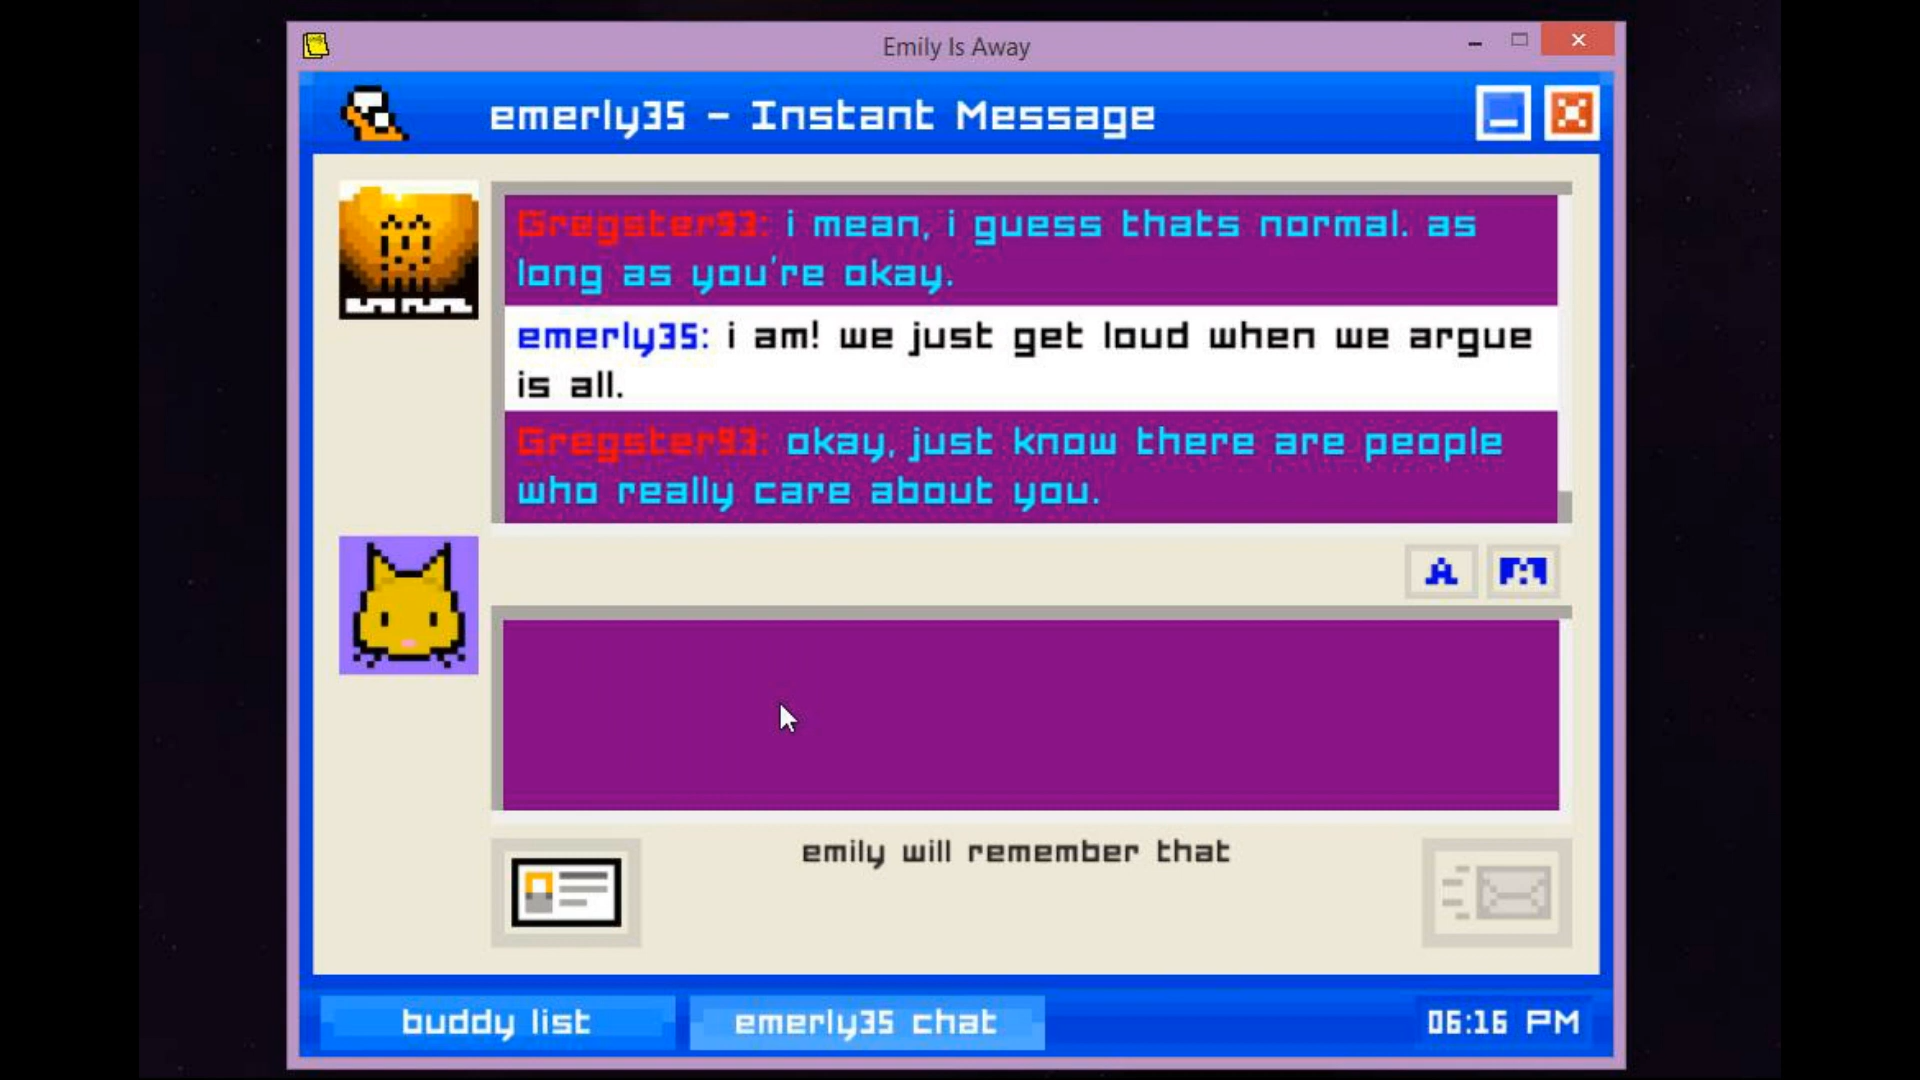 Emily Is Away
emerly35 - Instant Message
Gregster93: i mean, i guess thats normal. as
long as you're okay.
emerly35: i am! we just get loud when we argue
is all.
Gregster93: okay, just know there are people
who really care about you.
A
emily will remember that
buddy list
emerly35 chat
06:16 PM